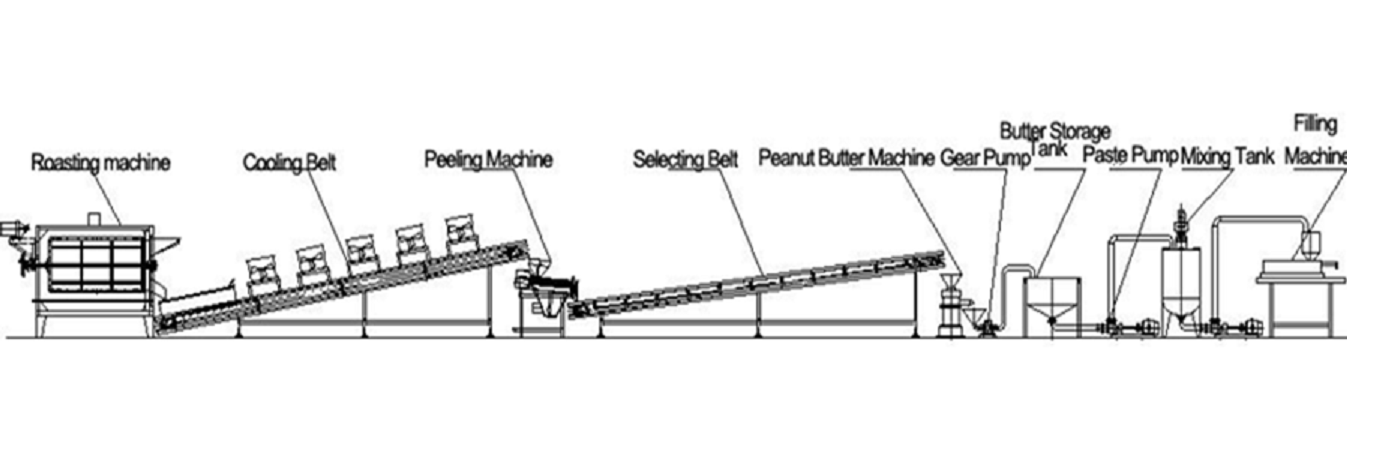 Roasting machine
Cooling Belt
Peeling Machine
Selecting Belt
Peanut Butter Machine
Gear Pump
Butter Storage
Tank
Paste Pump
Mixing Tank
Filling
Machine